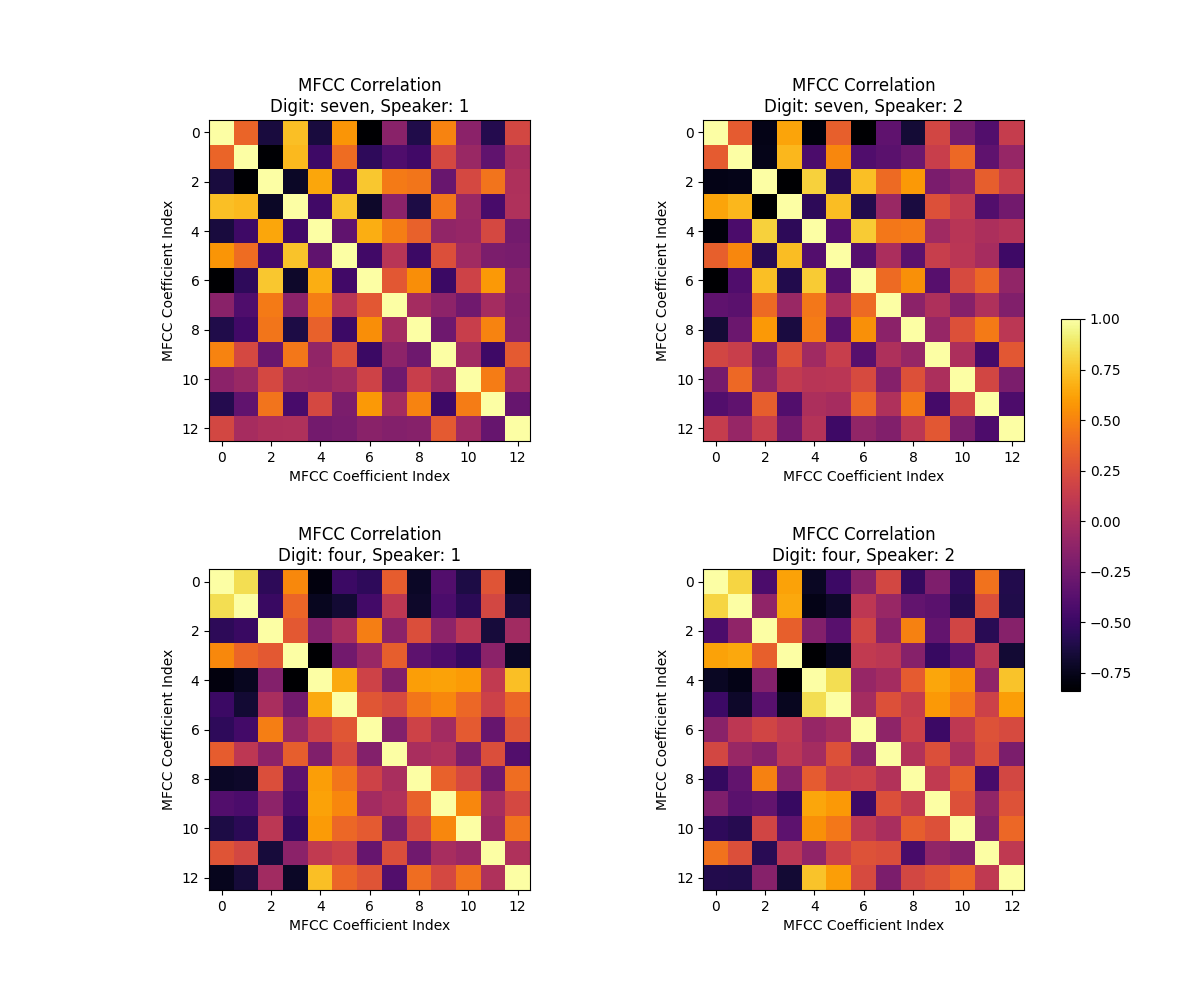 MFCC Correlation
Digit: seven, Speaker: 1
0
2
4
6
8
10
12
MFCC Coefficient Index
0 2 4 6 8 10 12
MFCC Coefficient Index
MFCC Correlation
Digit: seven, Speaker: 2
0
2
4
6
8
10
12
MFCC Coefficient Index
0 2 4 6 8 10 12
MFCC Coefficient Index
MFCC Correlation
Digit: four, Speaker: 1
0
2
4
6
8
10
12
MFCC Coefficient Index
0 2 4 6 8 10 12
MFCC Coefficient Index
MFCC Correlation
Digit: four, Speaker: 2
0
2
4
6
8
10
12
MFCC Coefficient Index
0 2 4 6 8 10 12
MFCC Coefficient Index
1.00
0.75
0.50
0.25
0.00
−0.25
−0.50
−0.75